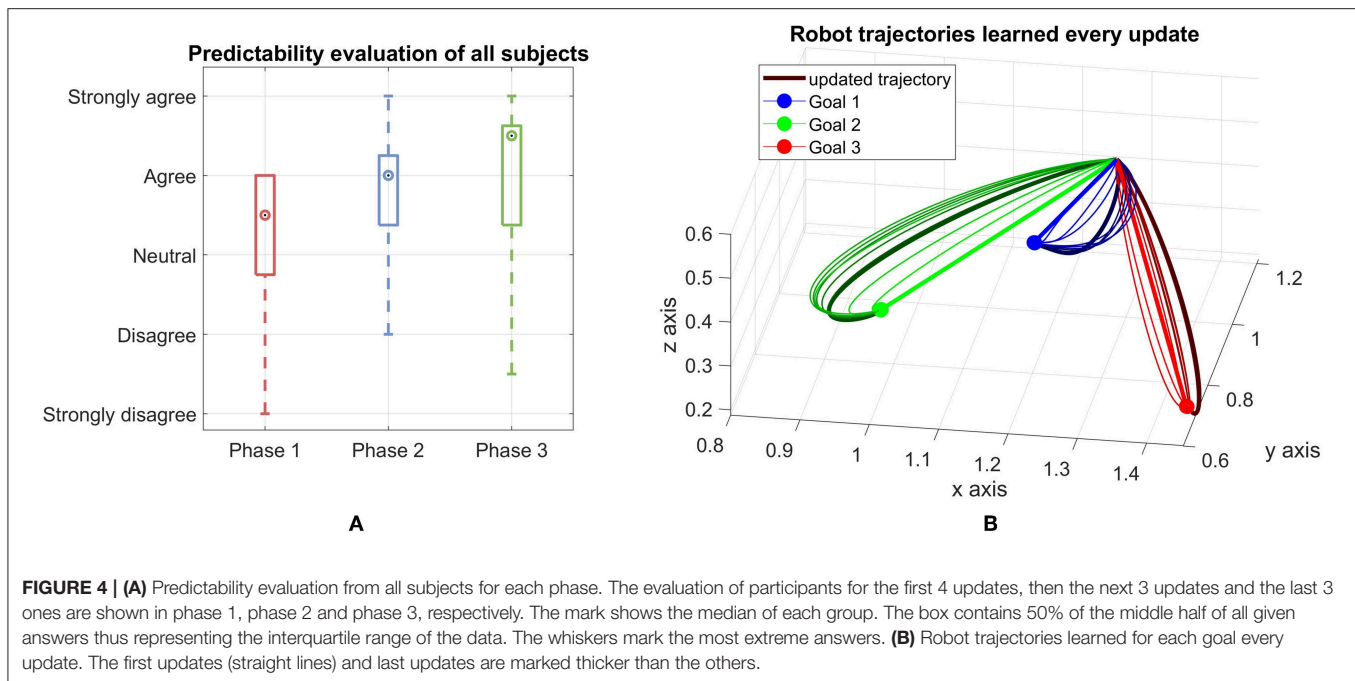 Predictability evaluation of all subjects
Strongly agree
Agree
Neutral
Disagree
Strongly disagree
Phase 1 Phase 2 Phase 3
A
Robot trajectories learned every update
updated trajectory
Goal 1
Goal 2
Goal 3
z axis
0.6
0.5
0.4
0.3
0.2
0.8 0.9 1 1.1 1.2 1.3 1.4
x axis
0.6 0.8 1 1.2
y axis
B
FIGURE 4 | (A) Predictability evaluation from all subjects for each phase. The evaluation of participants for the first 4 updates, then the next 3 updates and the last 3
ones are shown in phase 1, phase 2 and phase 3, respectively. The mark shows the median of each group. The box contains 50% of the middle half of all given
answers thus representing the interquartile range of the data. The whiskers mark the most extreme answers. (B) Robot trajectories learned for each goal every
update. The first updates (straight lines) and last updates are marked thicker than the others.